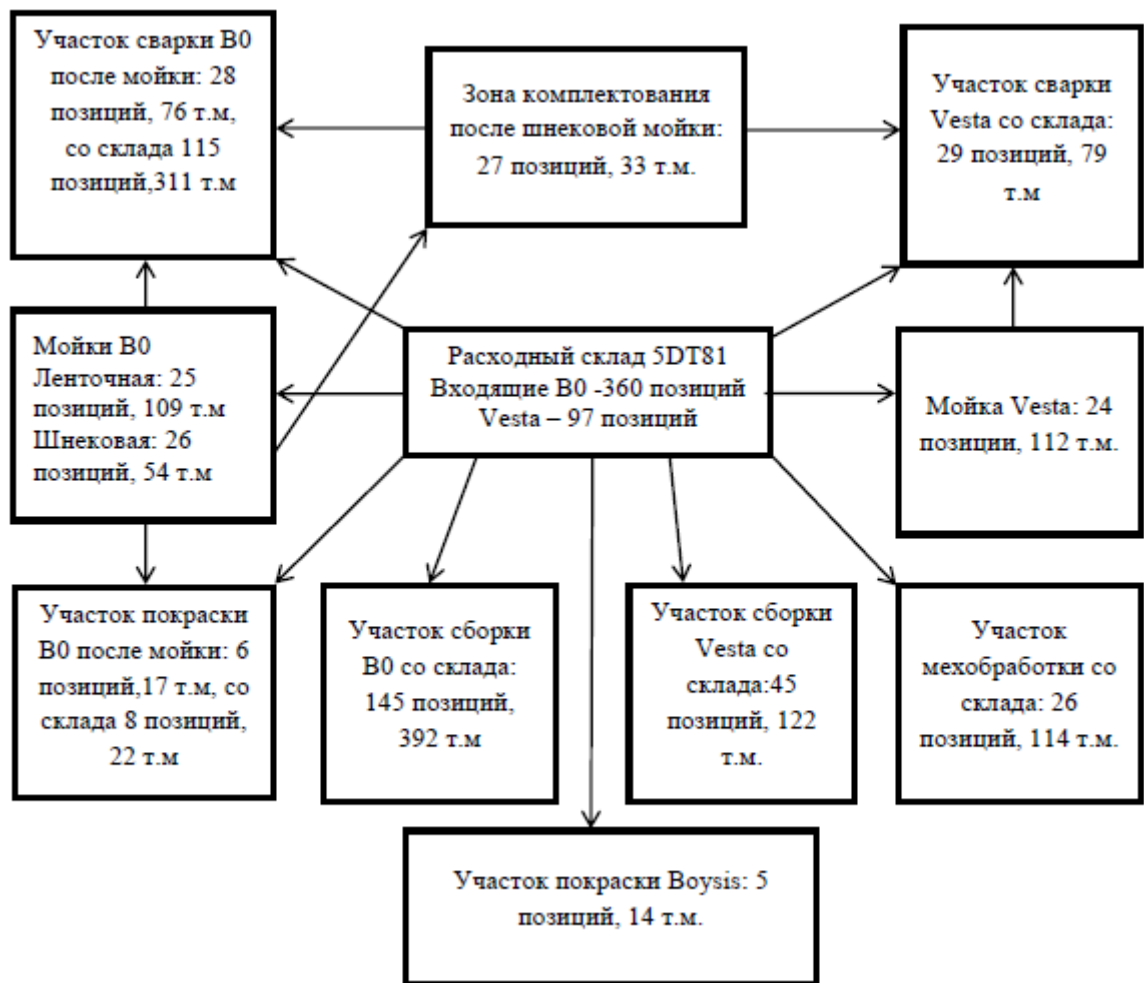 Участок сварки В0
после мойки: 28
позиций, 76 т.м,
со склада 115
позиций,311 т.м
Зона комплектования
после шнековой мойки:
27 позиций, 33 т.м.
Участок сварки
Vesta со склада:
29 позиций, 79
т.м
Мойки В0
Ленточная: 25
позиций, 109 т.м
Шнековая: 26
позиций, 54 т.м
Расходный склад 5DT81
Входящие В0 -360 позиций
Vesta – 97 позиций
Мойка Vesta: 24
позиции, 112 т.м.
Участок покраски
В0 после мойки: 6
позиций,17 т.м, со
склада 8 позиций,
22 т.м
Участок сборки
В0 со склада:
145 позиций,
392 т.м
Участок сборки
Vesta со
склада:45
позиций, 122
т.м.
Участок
мехобработки со
склада: 26
позиций, 114 т.м.
Участок покраски Boysis: 5
позиций, 14 т.м.